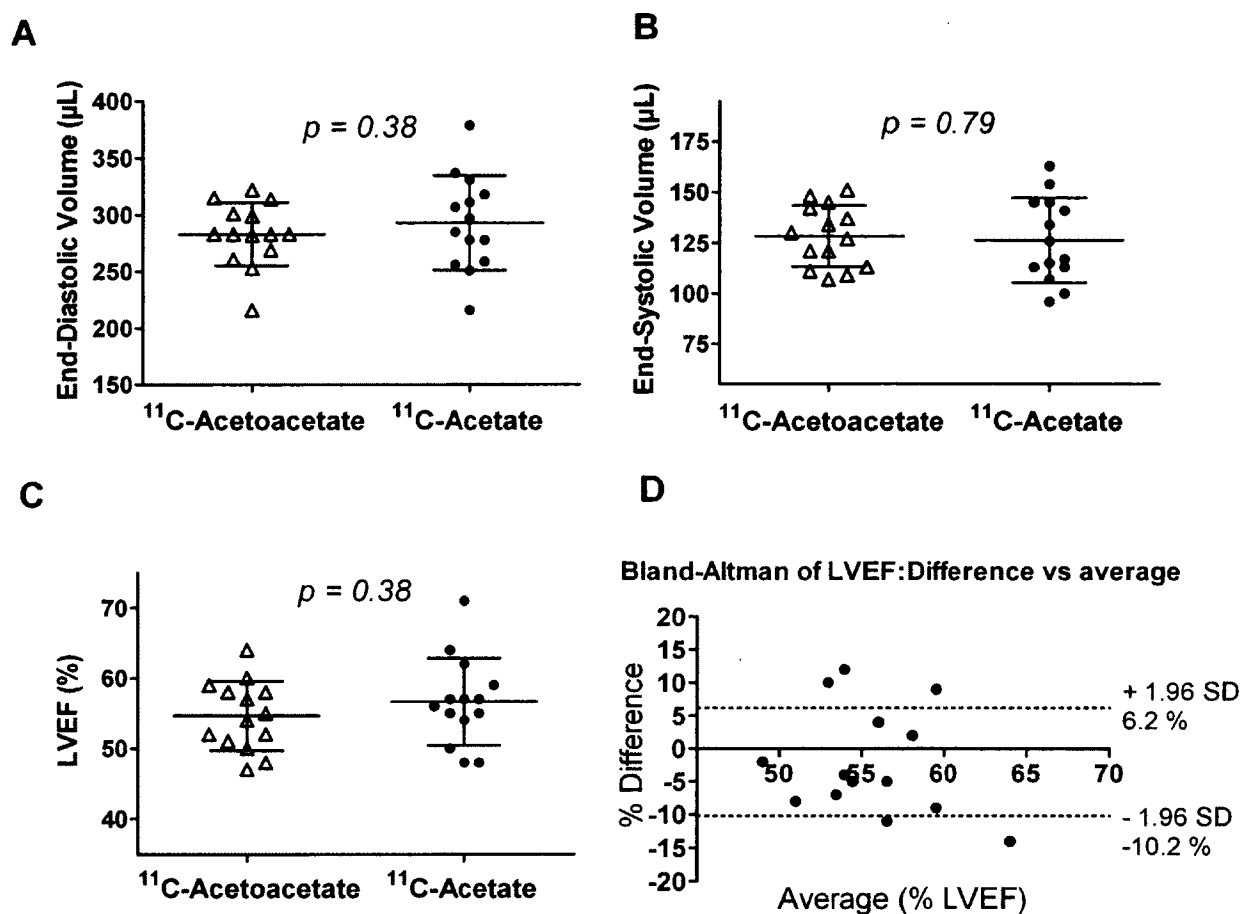 A
End-Diastolic Volume (µL)
400
350
300
250
200
150
p = 0.38
11C-Acetoacetate
11C-Acetate
B
End-Systolic Volume (µL)
175
150
125
100
75
p = 0.79
11C-Acetoacetate
11C-Acetate
C
LVEF (%)
70
60
50
40
p = 0.38
11C-Acetoacetate
11C-Acetate
D
Bland-Altman of LVEF:Difference vs average
% Difference
20
15
10
5
0
-5
-10
-15
-20
50
55
60
65
70
+ 1.96 SD
6.2 %
- 1.96 SD
-10.2 %
Average (% LVEF)